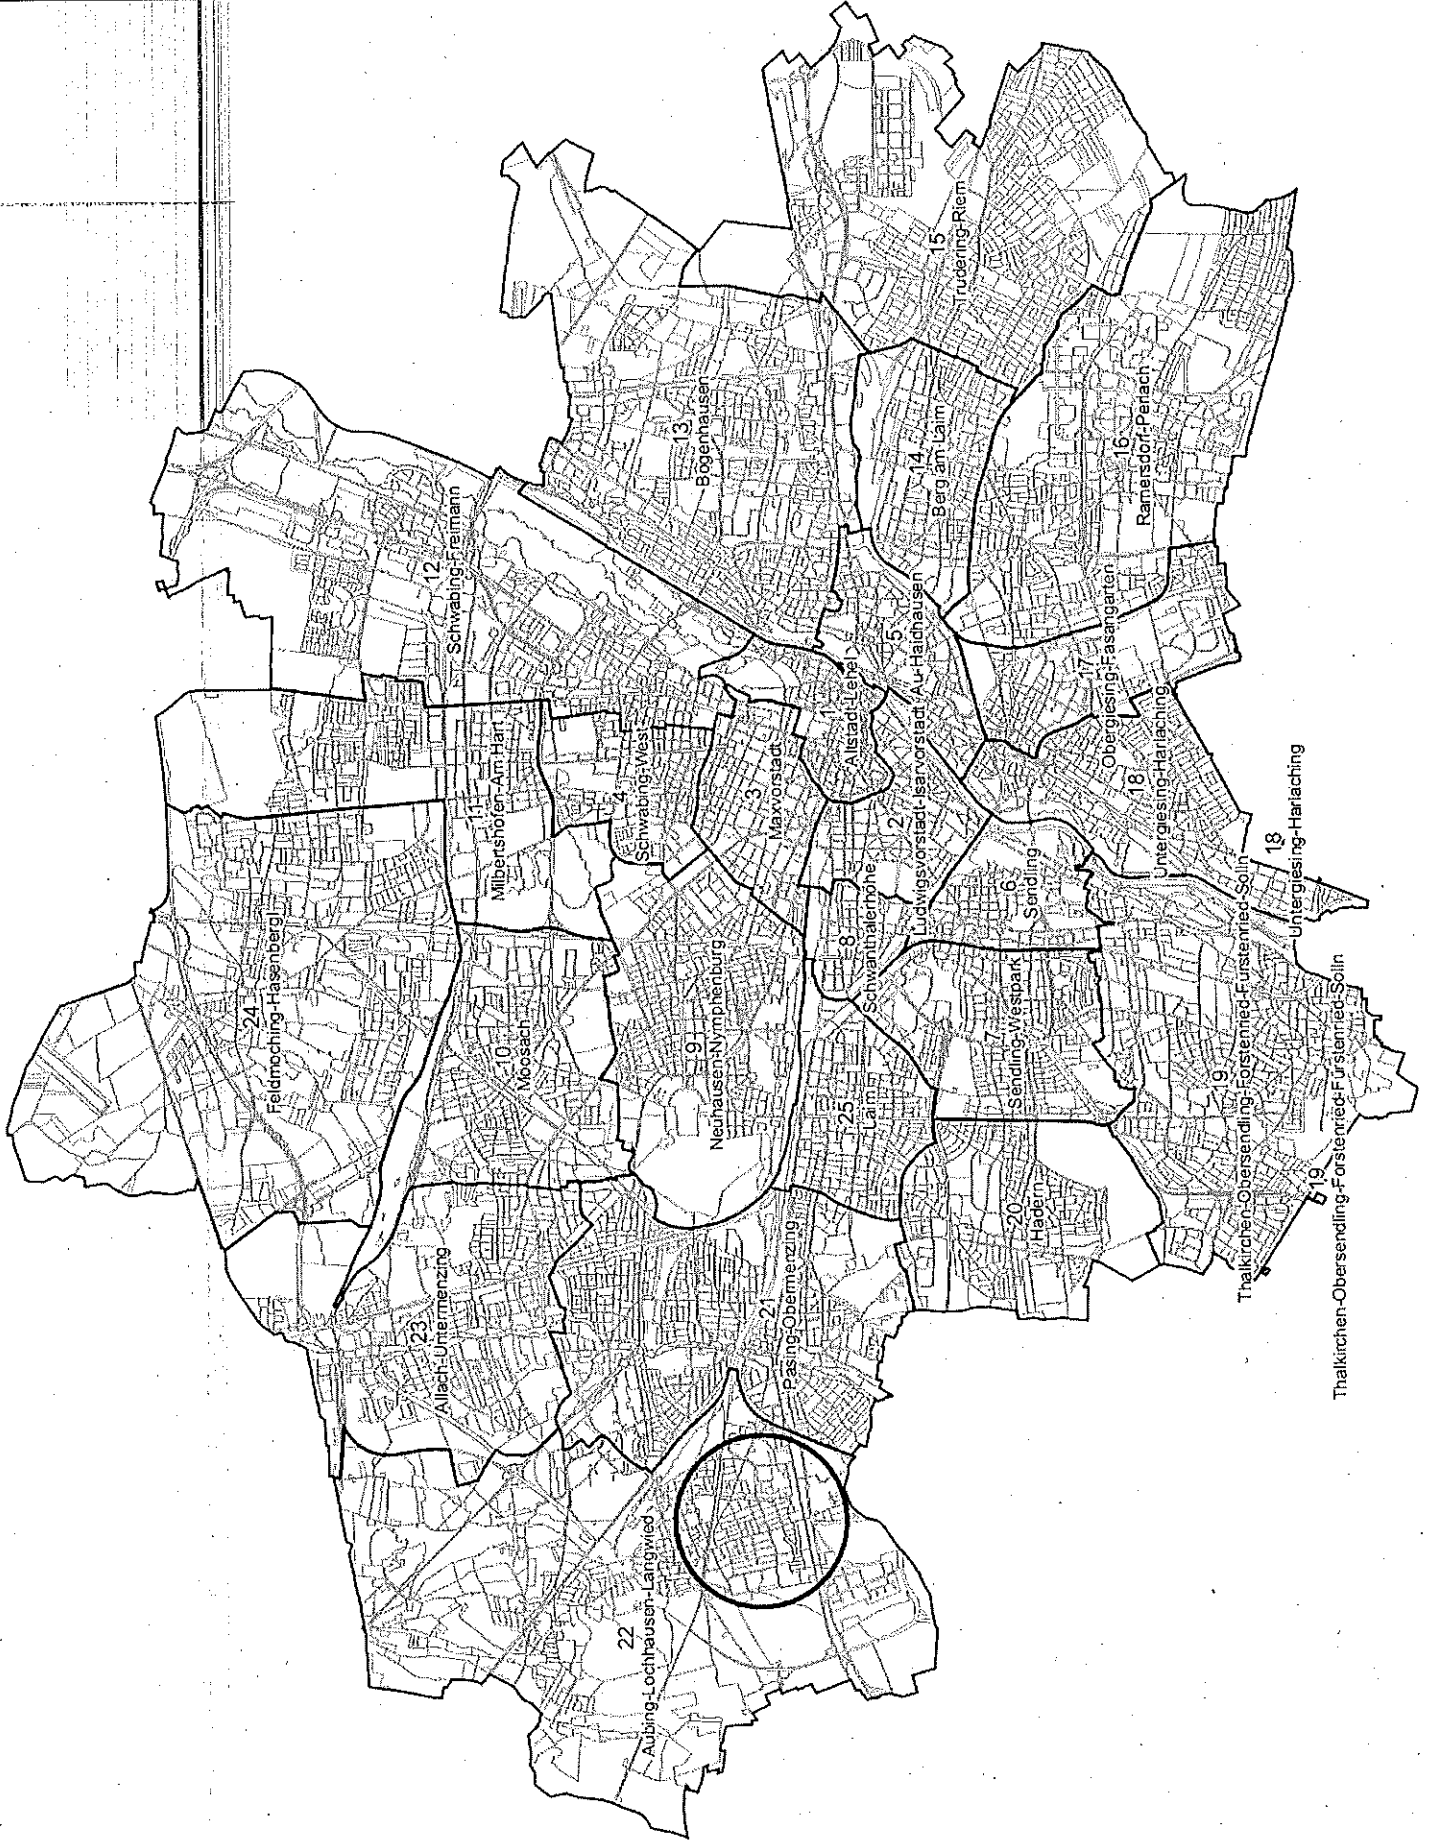 24
Feldmoching-Hasenbergl
12
Schwabing-Freimann
23
Allach-Untermenzing
11
Milbertshofen-Am Hart
10
Moosach
22
Aubing-Lochhausen-Langwied
4
Schwabing-West
13
Bogenhausen
9
Neuhausen-Nymphenburg
3
Maxvorstadt
21
Pasing-Obermenzing
1
Altstadt-Lehel
25
Laim
8
Schwanthalerhöhe
2
Ludwigsvorstadt-Isarvorstadt
5
Au-Haidhausen
14
Berg am Laim
15
Trudering-Riem
20
Hadern
7
Sendling-Westpark
6
Sendling
17
Obergiesing-Fasangarten
16
Ramersdorf-Perlach
18
Untergiesing-Harlaching
19
Thalkirchen-Obersendling-Forstenried-Fürstenried-Solln
18
Untergiesing-Harlaching
19
Thalkirchen-Obersendling-Forstenried-Fürstenried-Solln